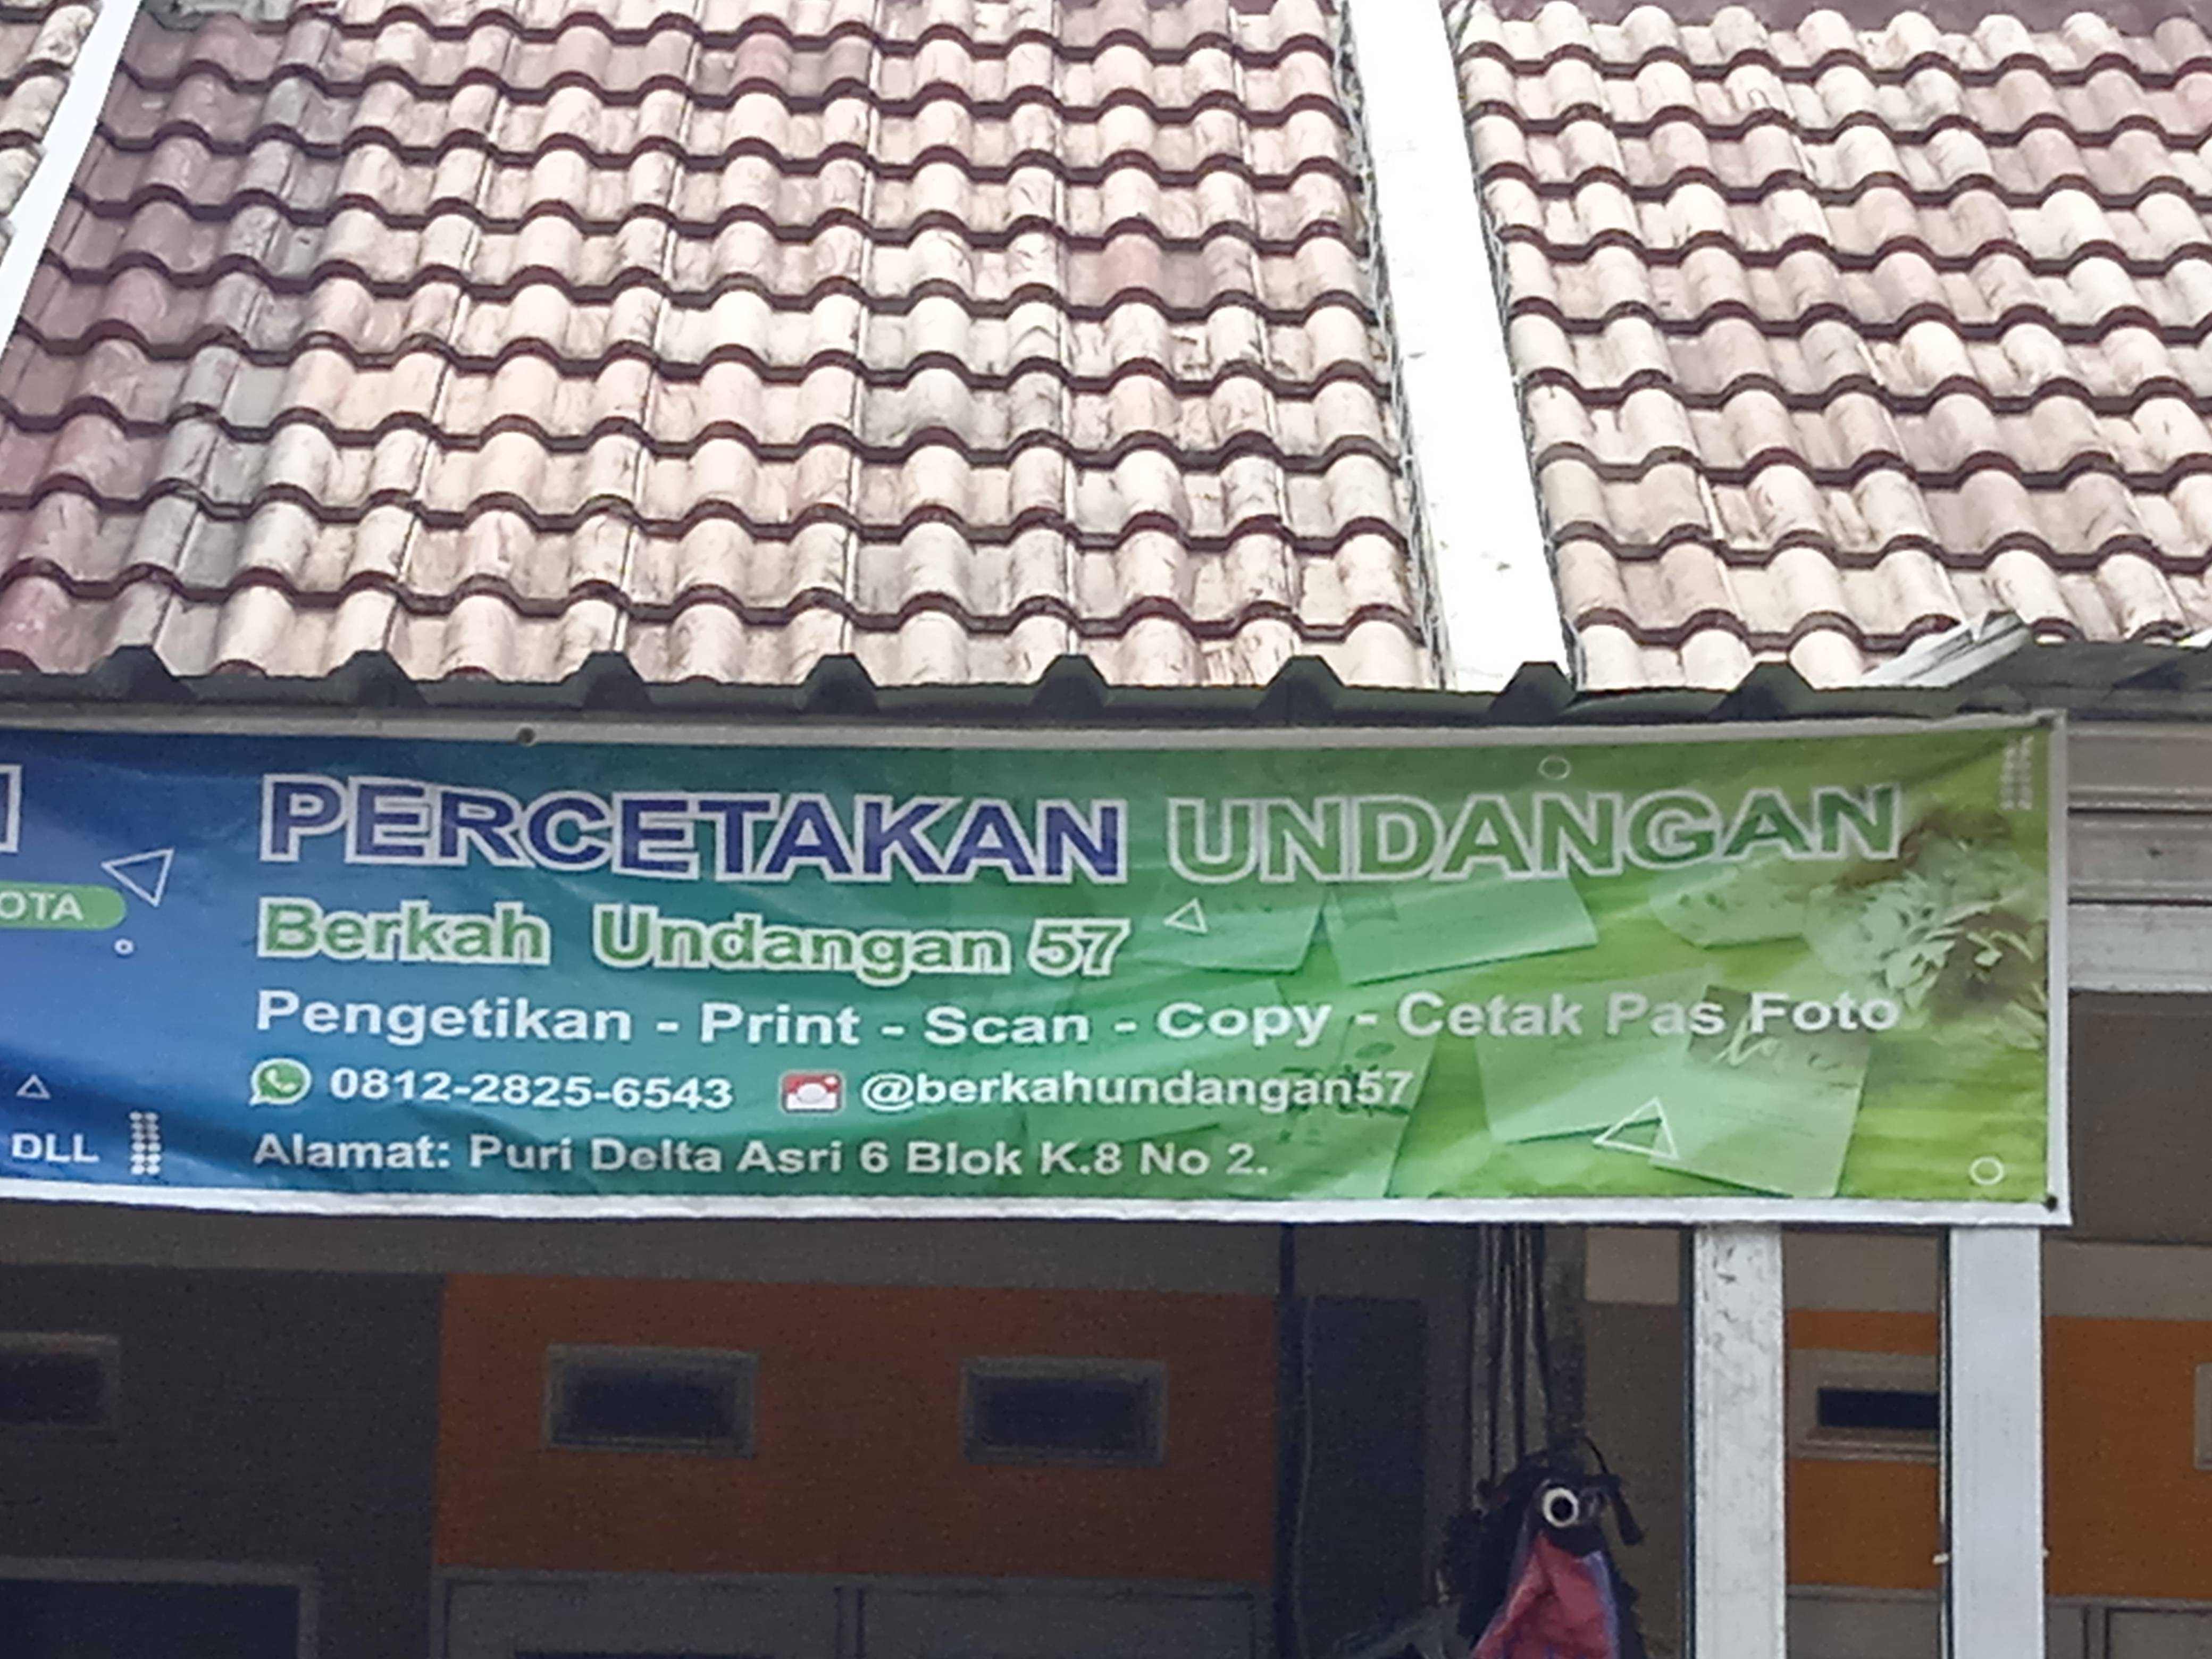 OTA
DLL
PERCETAKAN UNDANGAN
Berkah Undangan 57
Pengetikan - Print - Scan - Copy - Cetak Pas Foto
0812-2825-6543 @berkahundangan57
Alamat: Puri Delta Asri 6 Blok K.8 No 2.